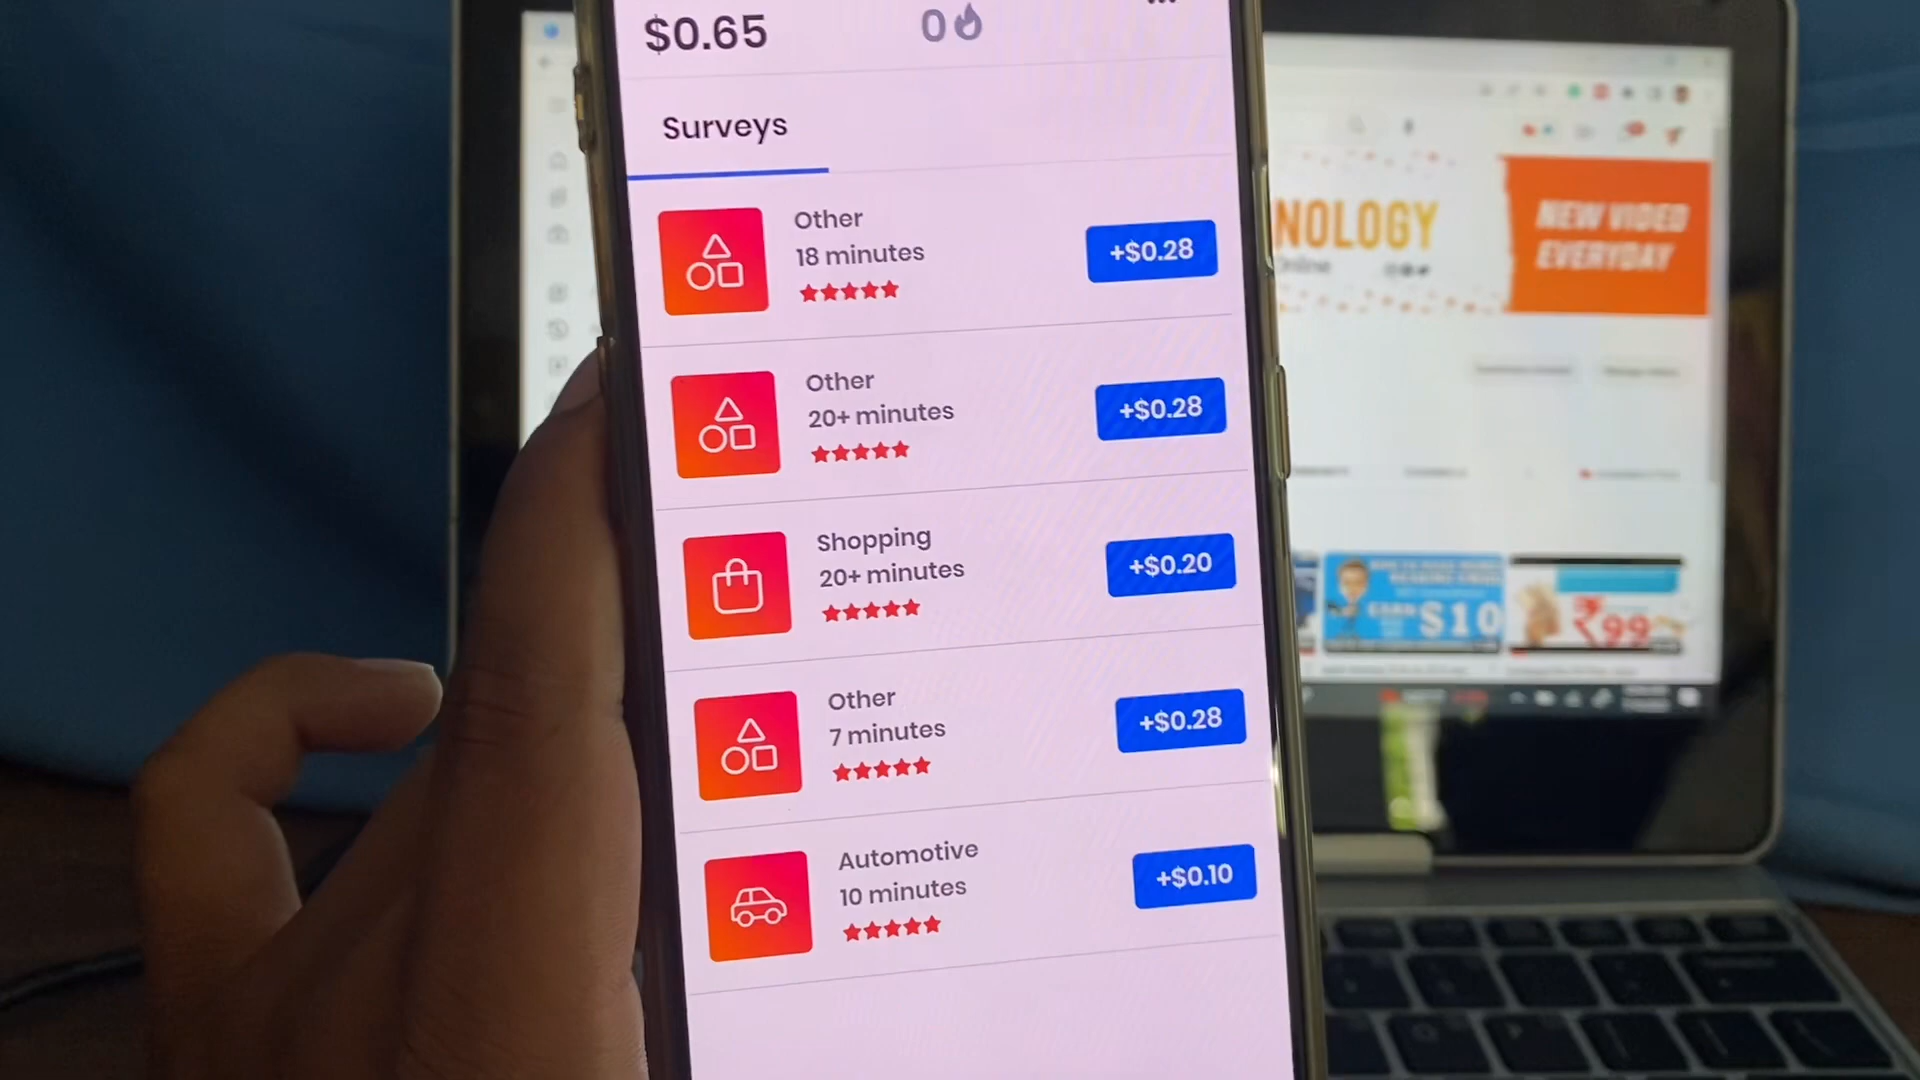 $0.65
0
Surveys
Other
18 minutes
+$0.28
Other
20+ minutes
+$0.28
Shopping
20+ minutes
+$0.20
Other
7 minutes
+$0.28
Automotive
10 minutes
+$0.10
NOLOGY
NEW VIDEO
EVERYDAY
$10
₹99